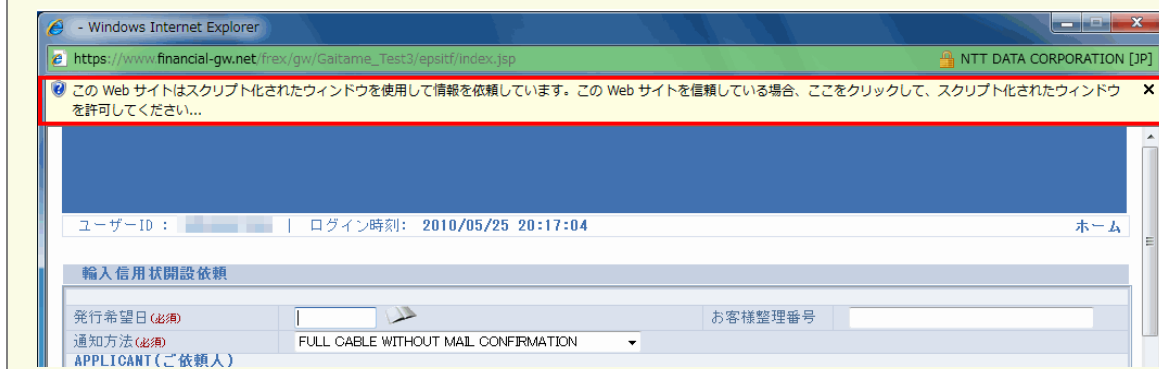 - Windows Internet Explorer
https://www.financial-gw.net/frex/gw/Gaitame_Test3/epsitf/index.jsp NTT DATA CORPORATION [JP]
この Web サイトはスクリプト化されたウィンドウを使用して情報を依頼しています。この Web サイトを信頼している場合、ここをクリックして、スクリプト化されたウィンドウ
を許可してください...
ユーザーID : | ログイン時刻: 2010/05/25 20:17:04 ホーム
輸入信用状開設依頼
発行希望日(必須) お客様整理番号
通知方法(必須) FULL CABLE WITHOUT MAIL CONFIRMATION
APPLICANT(ご依頼人)